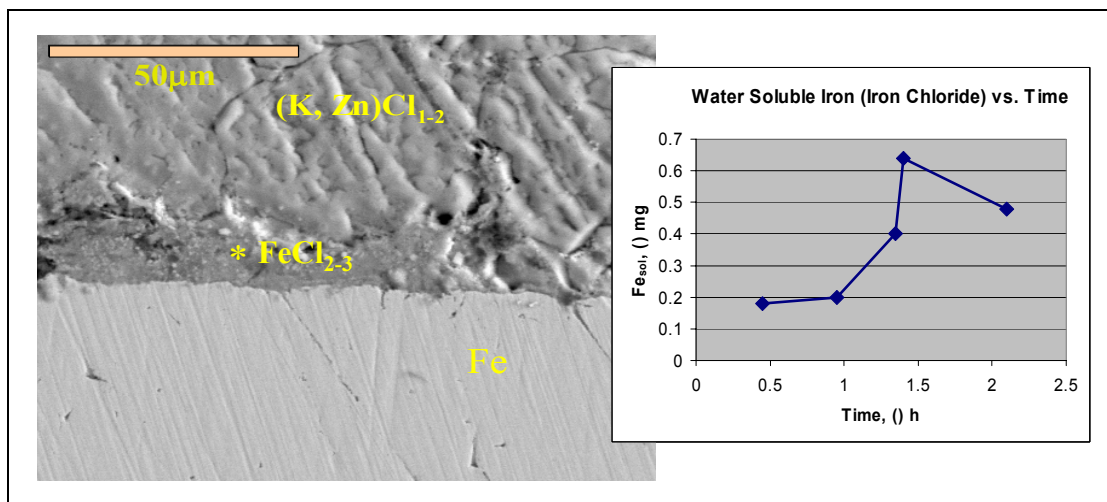 50μm
(K, Zn)Cl1-2
* FeCl2-3
Fe
Water Soluble Iron (Iron Chloride) vs. Time
Fesol, () mg
0.7
0.6
0.5
0.4
0.3
0.2
0.1
0
0 0.5 1 1.5 2 2.5
Time, () h